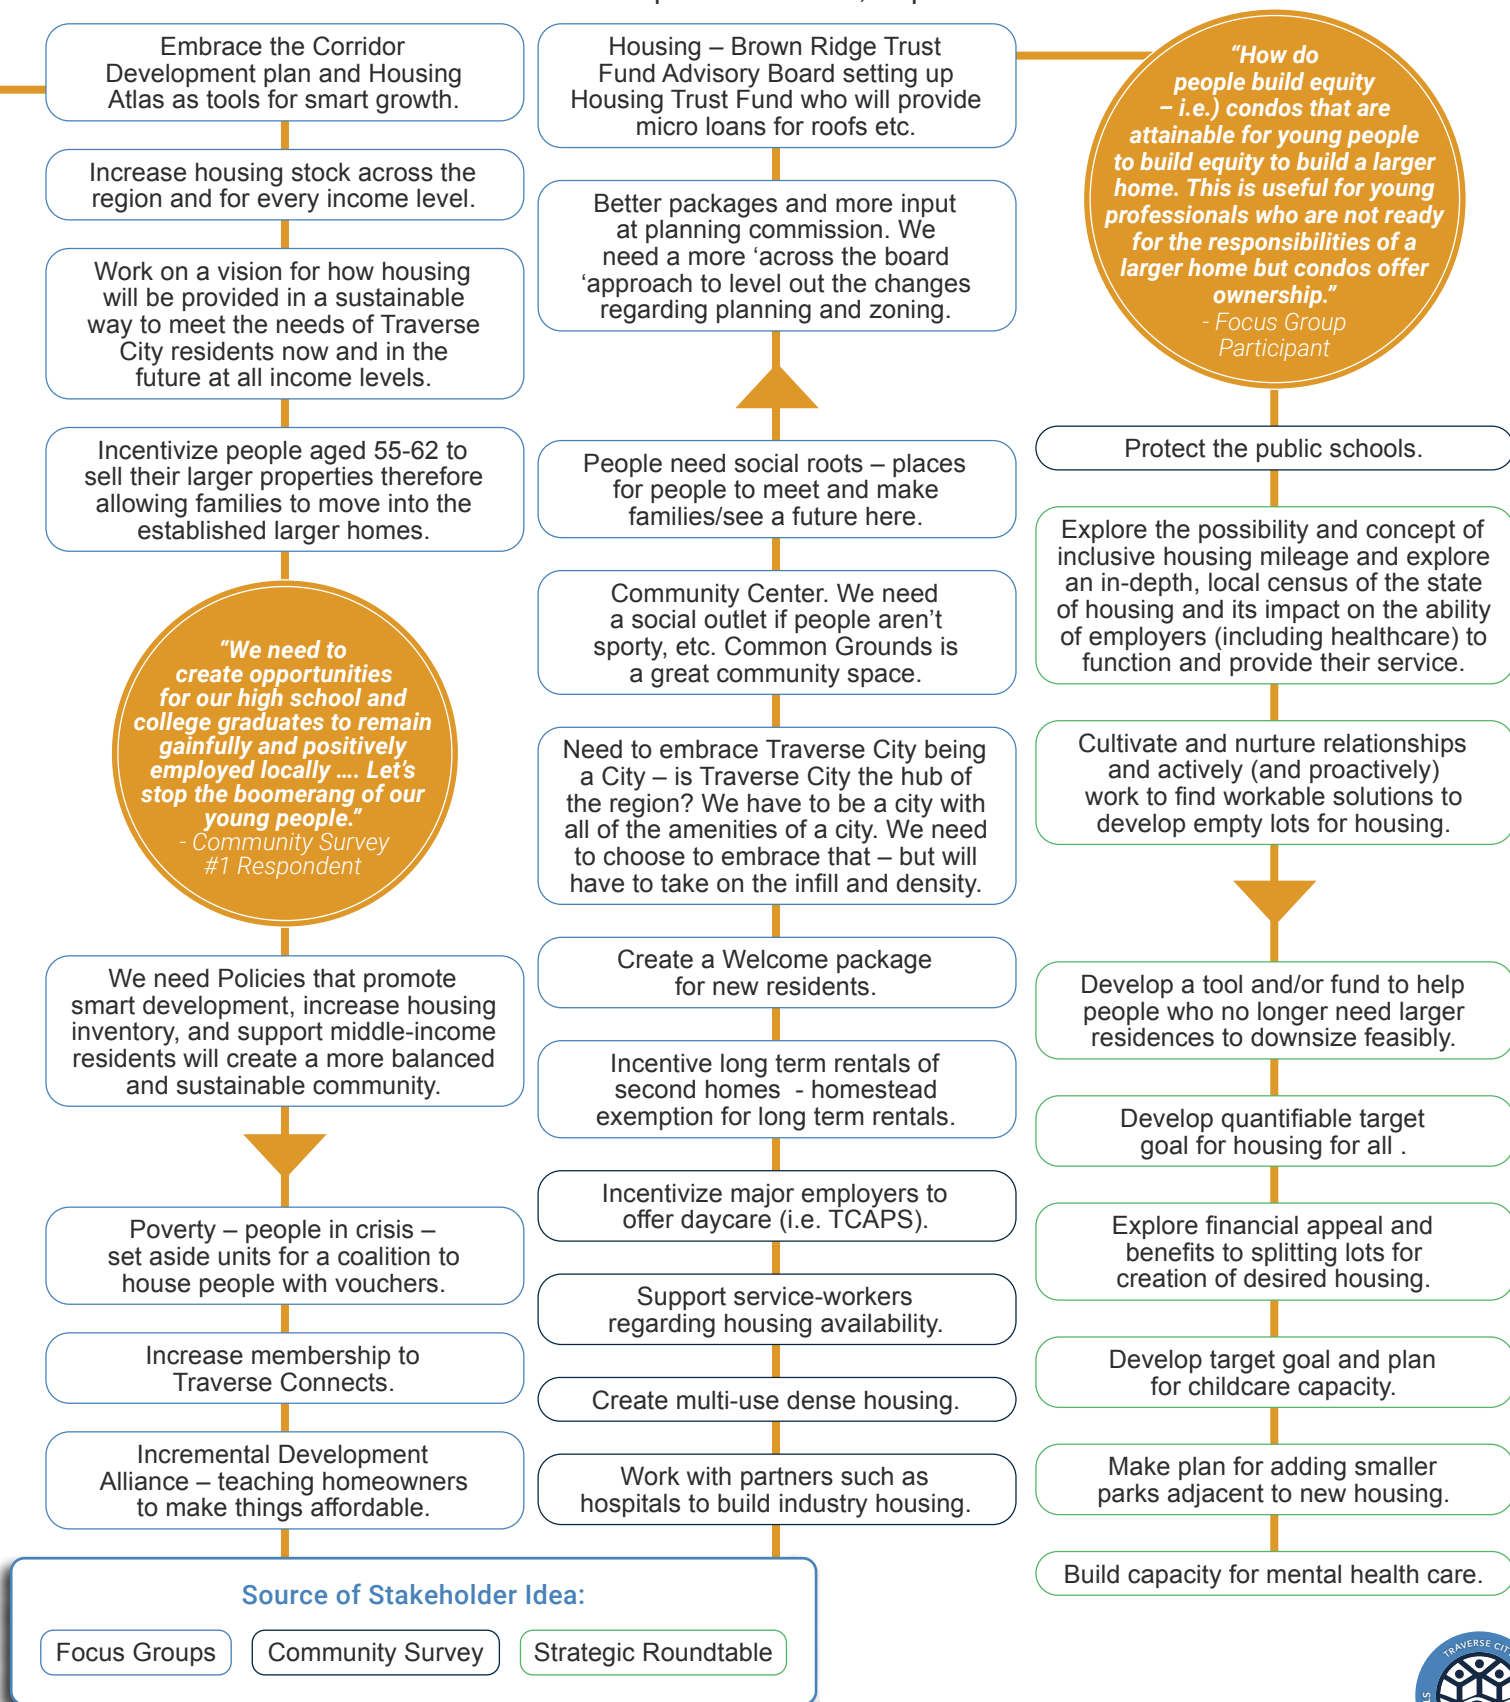 Embrace the Corridor
Development plan and Housing
Atlas as tools for smart growth.
Increase housing stock across the
region and for every income level.
Work on a vision for how housing
will be provided in a sustainable
way to meet the needs of Traverse
City residents now and in the
future at all income levels.
Incentivize people aged 55-62 to
sell their larger properties therefore
allowing families to move into the
established larger homes.
“We need to
create opportunities
for our high school and
college graduates to remain
gainfully and positively
employed locally .... Let’s
stop the boomerang of our
young people.”
- Community Survey
#1 Respondent
We need Policies that promote
smart development, increase housing
inventory, and support middle-income
residents will create a more balanced
and sustainable community.
Poverty – people in crisis –
set aside units for a coalition to
house people with vouchers.
Increase membership to
Traverse Connects.
Incremental Development
Alliance – teaching homeowners
to make things affordable.
Housing – Brown Ridge Trust
Fund Advisory Board setting up
Housing Trust Fund who will provide
micro loans for roofs etc.
Better packages and more input
at planning commission. We
need a more ‘across the board
‘approach to level out the changes
regarding planning and zoning.
People need social roots – places
for people to meet and make
families/see a future here.
Community Center. We need
a social outlet if people aren’t
sporty, etc. Common Grounds is
a great community space.
Need to embrace Traverse City being
a City – is Traverse City the hub of
the region? We have to be a city with
all of the amenities of a city. We need
to choose to embrace that – but will
have to take on the infill and density.
Create a Welcome package
for new residents.
Incentive long term rentals of
second homes  - homestead
exemption for long term rentals.
Incentivize major employers to
offer daycare (i.e. TCAPS).
Support service-workers
regarding housing availability.
Create multi-use dense housing.
Work with partners such as
hospitals to build industry housing.
“How do
people build equity
– i.e.) condos that are
attainable for young people
to build equity to build a larger
home. This is useful for young
professionals who are not ready
for the responsibilities of a
larger home but condos offer
ownership.”
- Focus Group
Participant
Protect the public schools.
Explore the possibility and concept of
inclusive housing mileage and explore
an in-depth, local census of the state
of housing and its impact on the ability
of employers (including healthcare) to
function and provide their service.
Cultivate and nurture relationships
and actively (and proactively)
work to find workable solutions to
develop empty lots for housing.
Develop a tool and/or fund to help
people who no longer need larger
residences to downsize feasibly.
Develop quantifiable target
goal for housing for all .
Explore financial appeal and
benefits to splitting lots for
creation of desired housing.
Develop target goal and plan
for childcare capacity.
Make plan for adding smaller
parks adjacent to new housing.
Build capacity for mental health care.
Source of Stakeholder Idea:
Focus Groups
Community Survey
Strategic Roundtable
TRAVERSE CIT